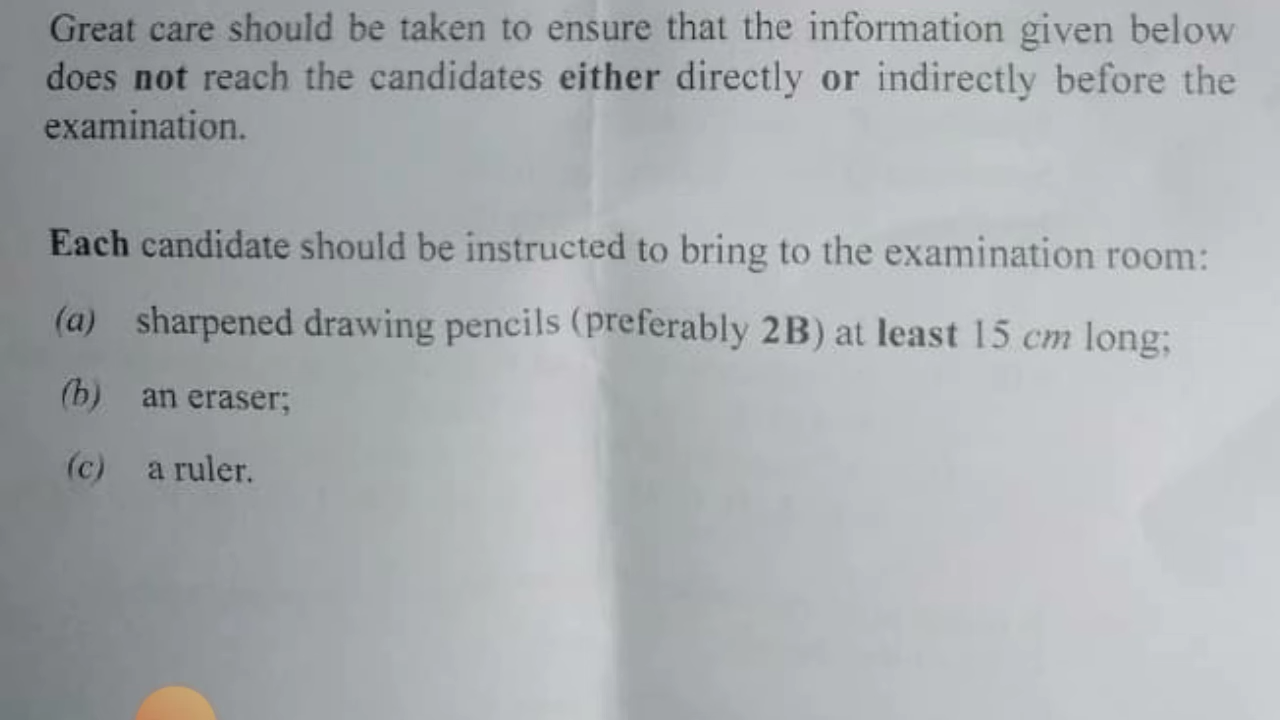 Great care should be taken to ensure that the information given below
does not reach the candidates either directly or indirectly before the
examination.
Each candidate should be instructed to bring to the examination room:
(a) sharpened drawing pencils (preferably 2B) at least 15 cm long;
(b) an eraser;
(c) a ruler.